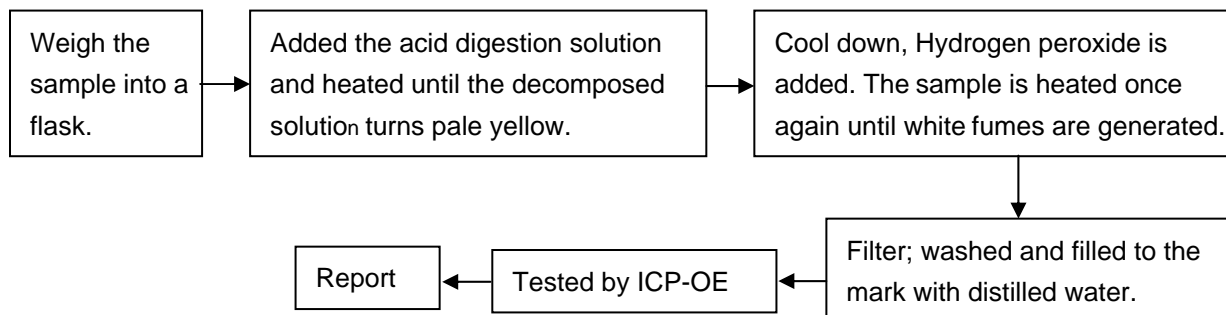 Weigh the
sample into a
flask.
Added the acid digestion solution
and heated until the decomposed
solution turns pale yellow.
Cool down, Hydrogen peroxide is
added. The sample is heated once
again until white fumes are generated.
Filter; washed and filled to the
mark with distilled water.
Tested by ICP-OE
Report